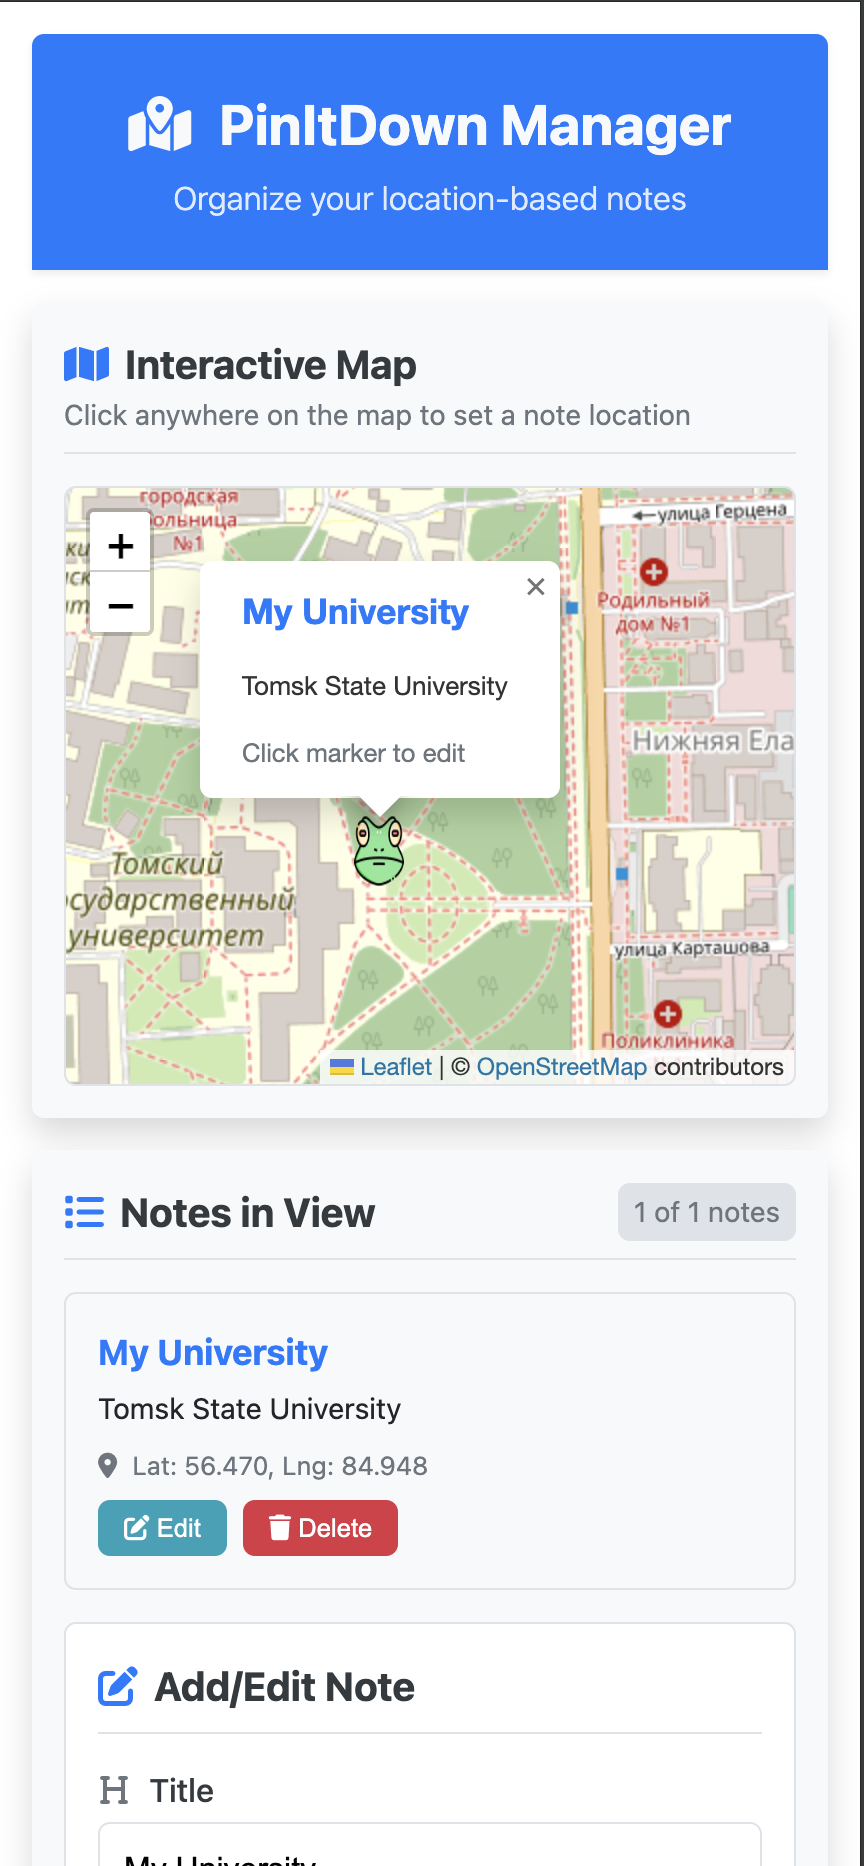 PinItDown Manager
Organize your location-based notes
Interactive Map
Click anywhere on the map to set a note location
городская
больница
№1
+
−
улица Герцена
Родильный
дом №1
My University
Tomsk State University
Click marker to edit
Нижняя Ела
Томский
сударственный
университет
улица Карташова
Поликлиника
Leaflet | © OpenStreetMap contributors
Notes in View
1 of 1 notes
My University
Tomsk State University
Lat: 56.470, Lng: 84.948
Edit
Delete
Add/Edit Note
H Title
My University